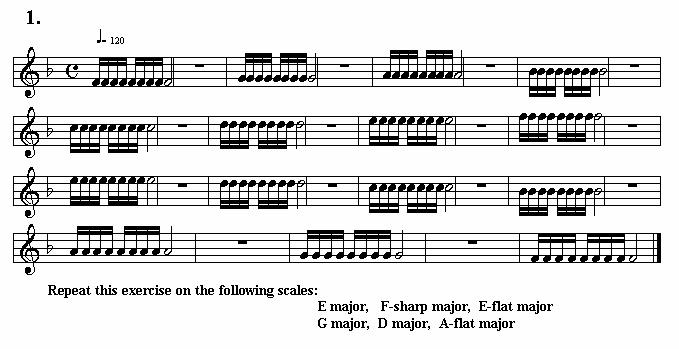 1.
♩- 120
Repeat this exercise on the following scales:
E major, F-sharp major, E-flat major
G major, D major, A-flat major